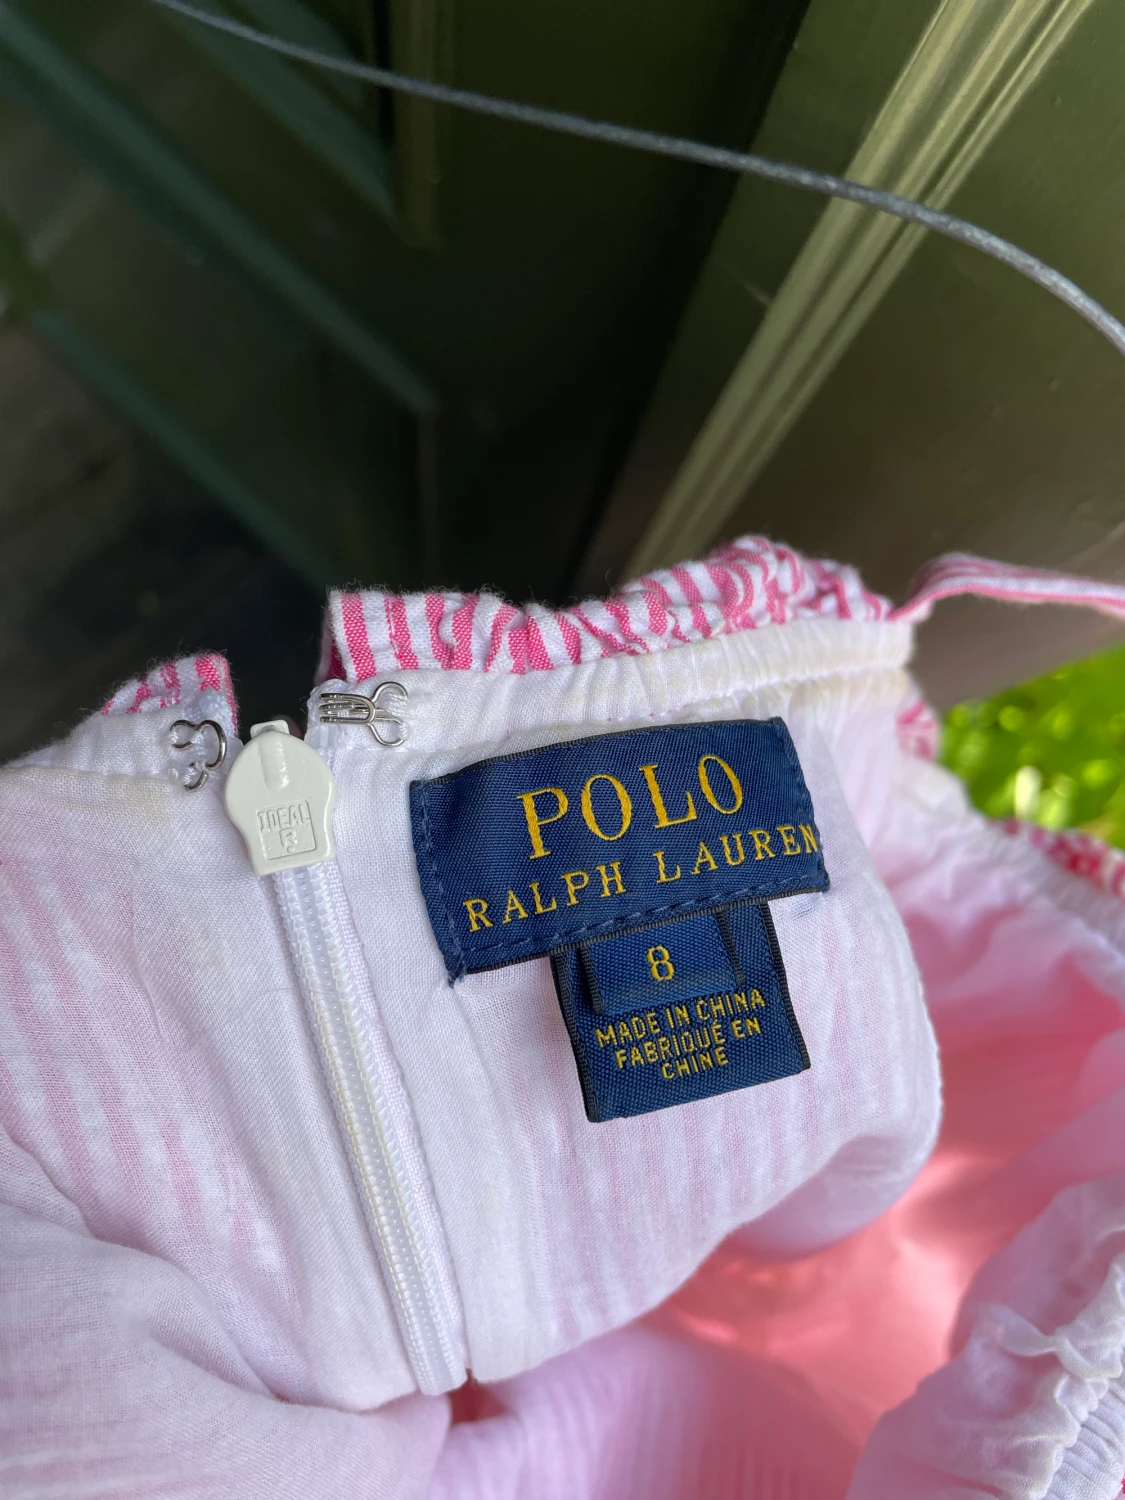 POLO
RALPH LAUREN
8
MADE IN CHINA
FABRIQUÉ EN
CHINE
IDEAL